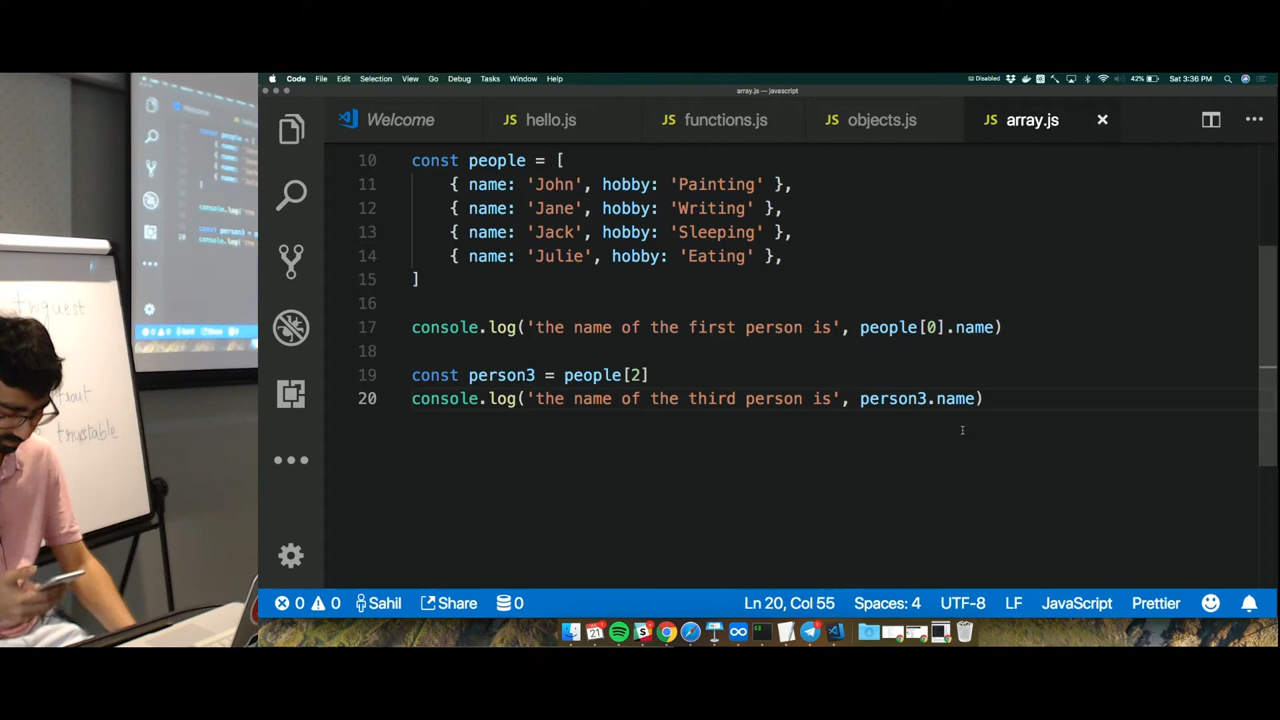 Code File Edit Selection View Go Debug Tasks Window Help
Disabled 42% Sat 3:36 PM
array.js — javascript
Welcome hello.js functions.js objects.js array.js
10 const people = [
11 { name: 'John', hobby: 'Painting' },
12 { name: 'Jane', hobby: 'Writing' },
13 { name: 'Jack', hobby: 'Sleeping' },
14 { name: 'Julie', hobby: 'Eating' },
15 ]
16
17 console.log('the name of the first person is', people[0].name)
18
19 const person3 = people[2]
20 console.log('the name of the third person is', person3.name)
0 0 Sahil Share 0 Ln 20, Col 55 Spaces: 4 UTF-8 LF JavaScript Prettier